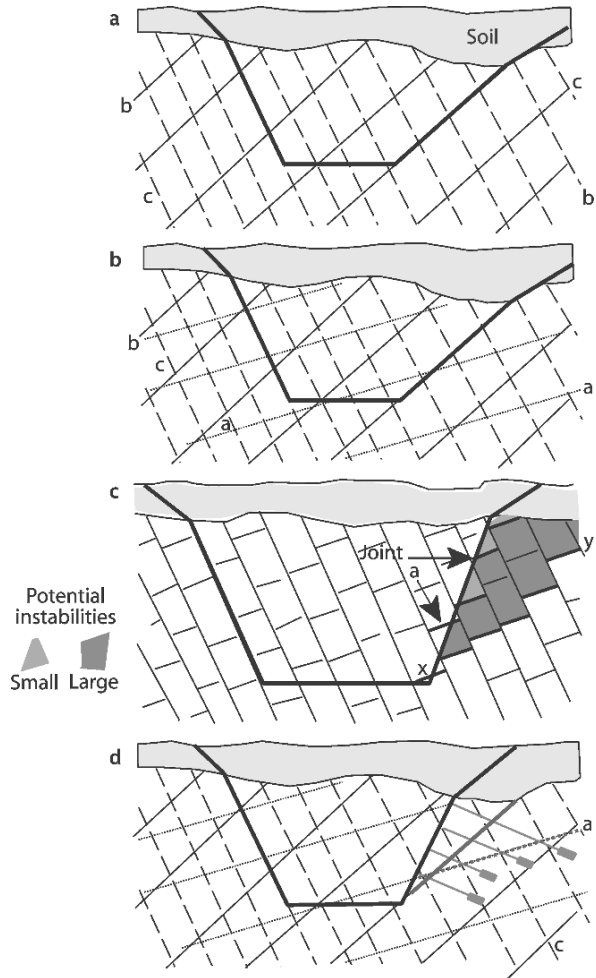 a
Soil
c
b
c
b
b
b
c
a
a
c
Joint
a
y
Potential
instabilities
Small Large
x
d
a
c